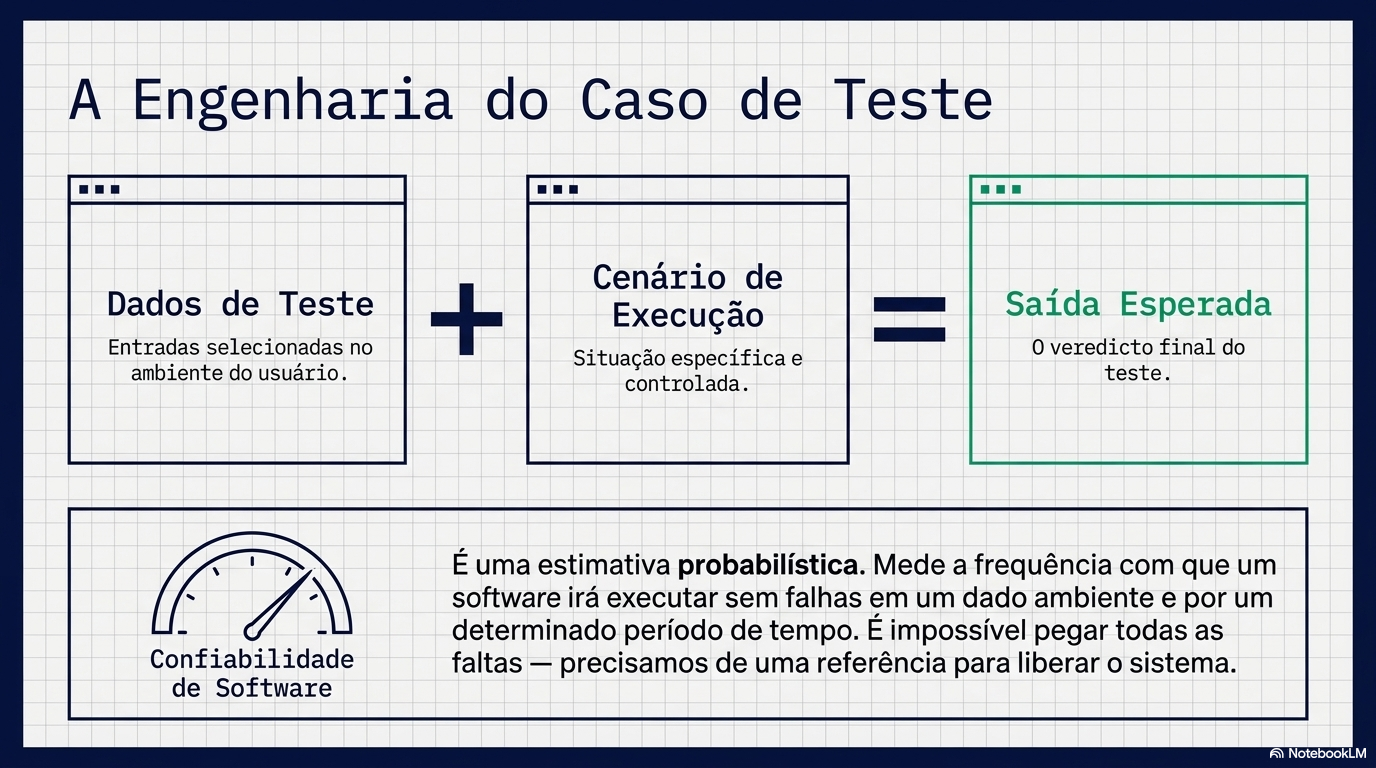 A Engenharia do Caso de Teste
Dados de Teste
Entradas selecionadas no
ambiente do usuário.
+
Cenário de
Execução
Situação específica e
controlada.
=
Saída Esperada
O veredicto final do
teste.
Confiabilidade
de Software
É uma estimativa probabilística. Mede a frequência com que um
software irá executar sem falhas em um dado ambiente e por um
determinado período de tempo. É impossível pegar todas as
faltas — precisamos de uma referência para liberar o sistema.
NotebookLM